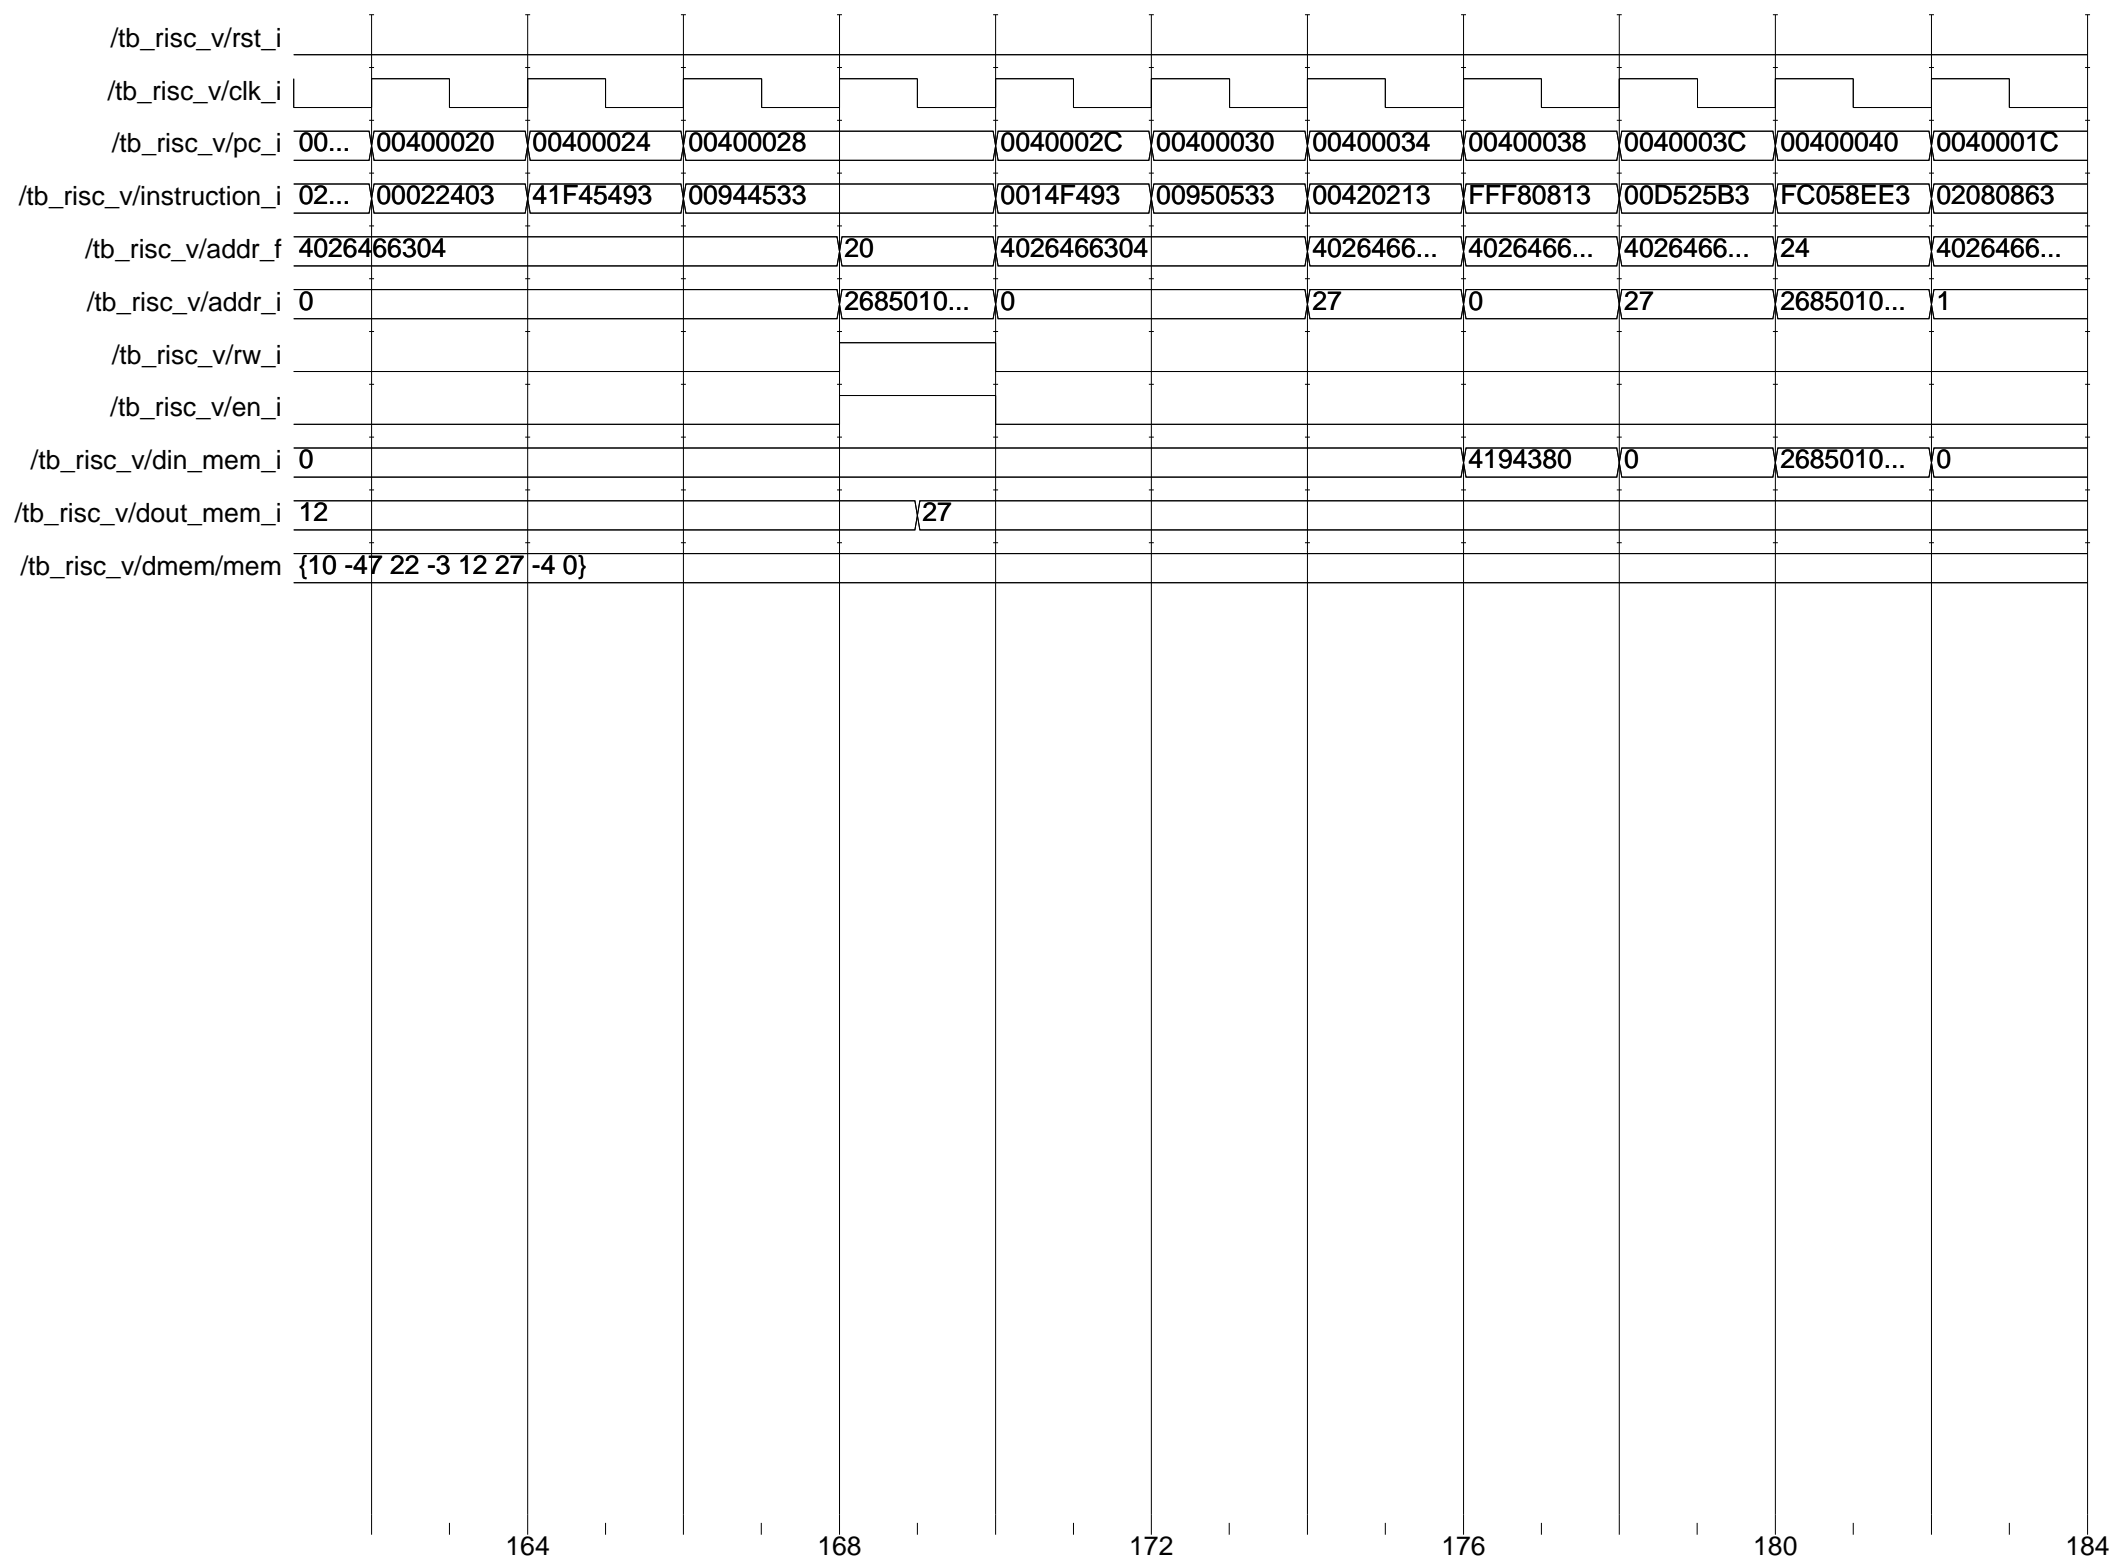 /tb_risc_v/rst_i
/tb_risc_v/clk_i
/tb_risc_v/pc_i 00... 00400020 00400024 00400028 0040002C 00400030 00400034 00400038 0040003C 00400040 0040001C
/tb_risc_v/instruction_i 02... 00022403 41F45493 00944533 0014F493 00950533 00420213 FFF80813 00D525B3 FC058EE3 02080863
/tb_risc_v/addr_f 4026466304 20 4026466304 4026466... 4026466... 4026466... 24 4026466...
/tb_risc_v/addr_i 0 2685010... 0 27 0 27 2685010... 1
/tb_risc_v/rw_i
/tb_risc_v/en_i
/tb_risc_v/din_mem_i 0 4194380 0 2685010... 0
/tb_risc_v/dout_mem_i 12 27
/tb_risc_v/dmem/mem {10 -47 22 -3 12 27 -4 0}
164 168 172 176 180 184